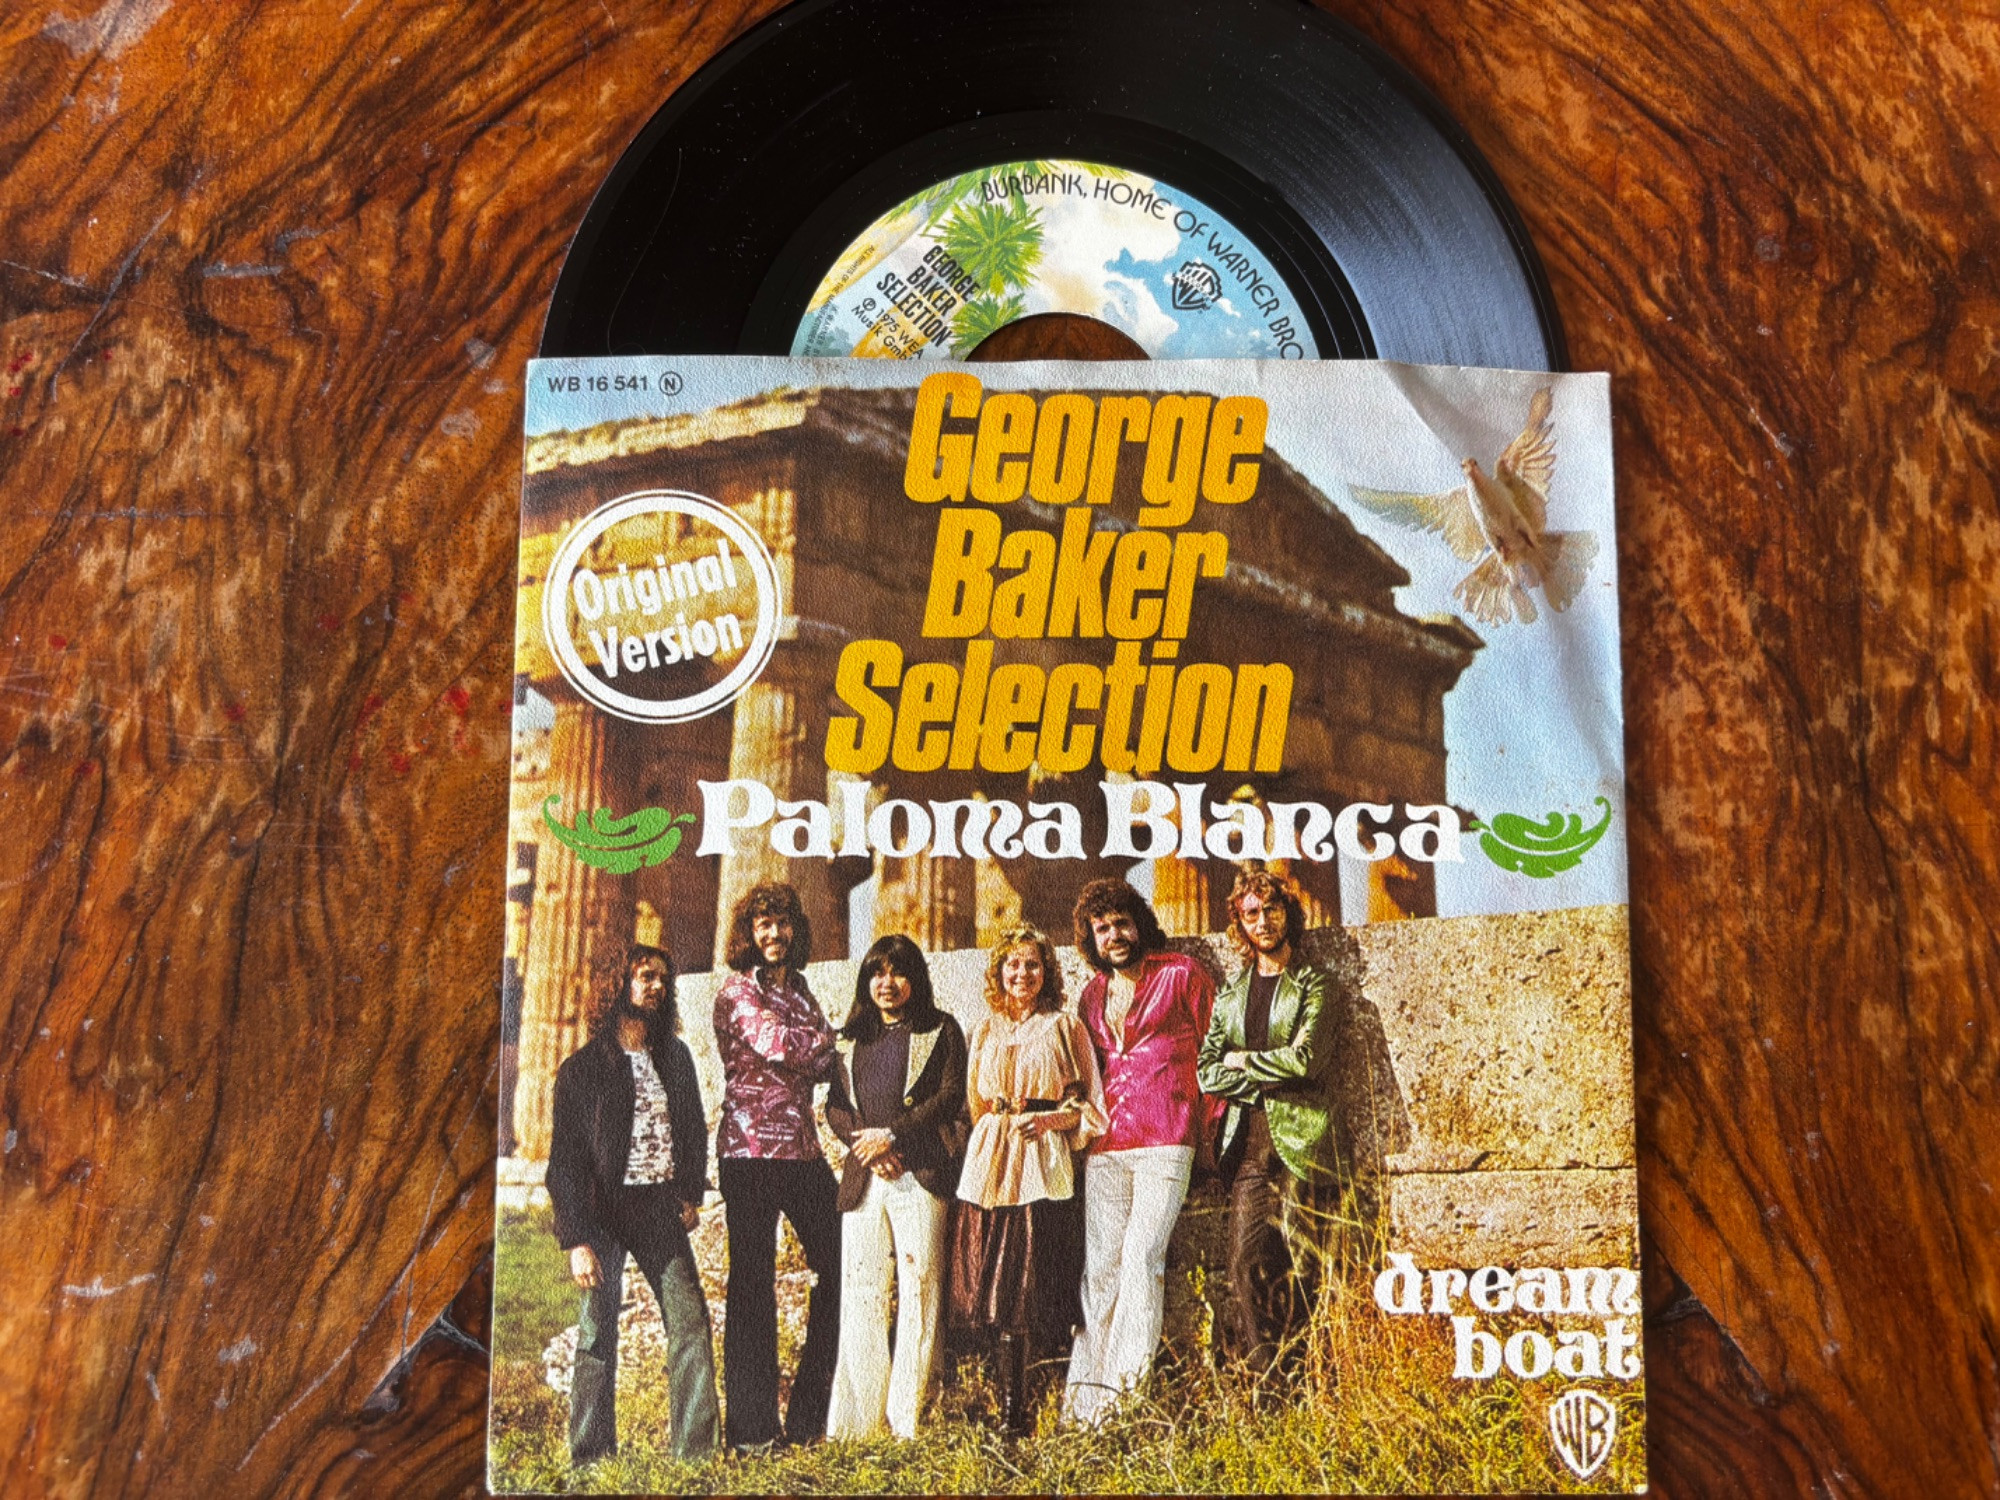 BURBANK, HOME OF WARNER BRO
GEORGE
BAKER
SELECTION
℗ 1975 WEA
Musik Gmb
WB 16 541 Ⓝ
George
Baker
Selection
Original
Version
Paloma Blanca
dream
boat
WB